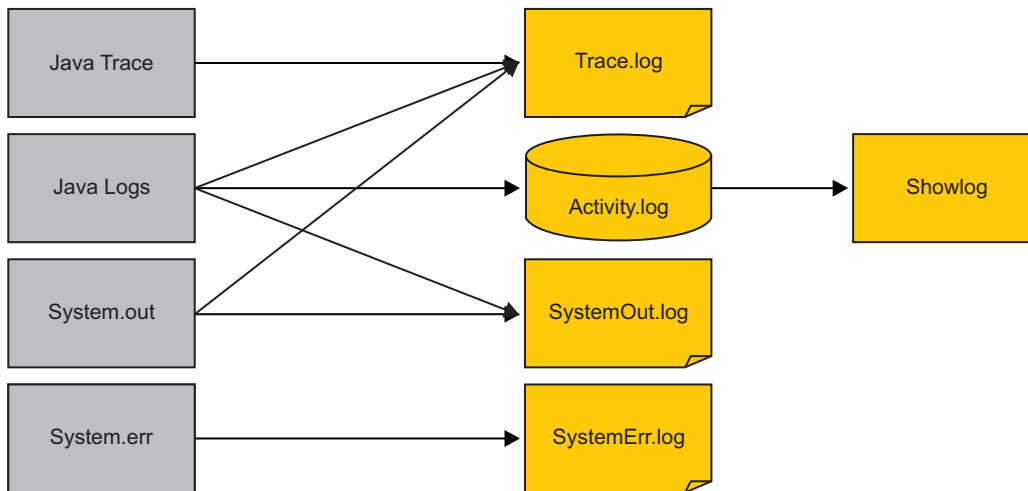 Java Trace
Trace.log
Java Logs
Activity.log
Showlog
System.out
SystemOut.log
System.err
SystemErr.log